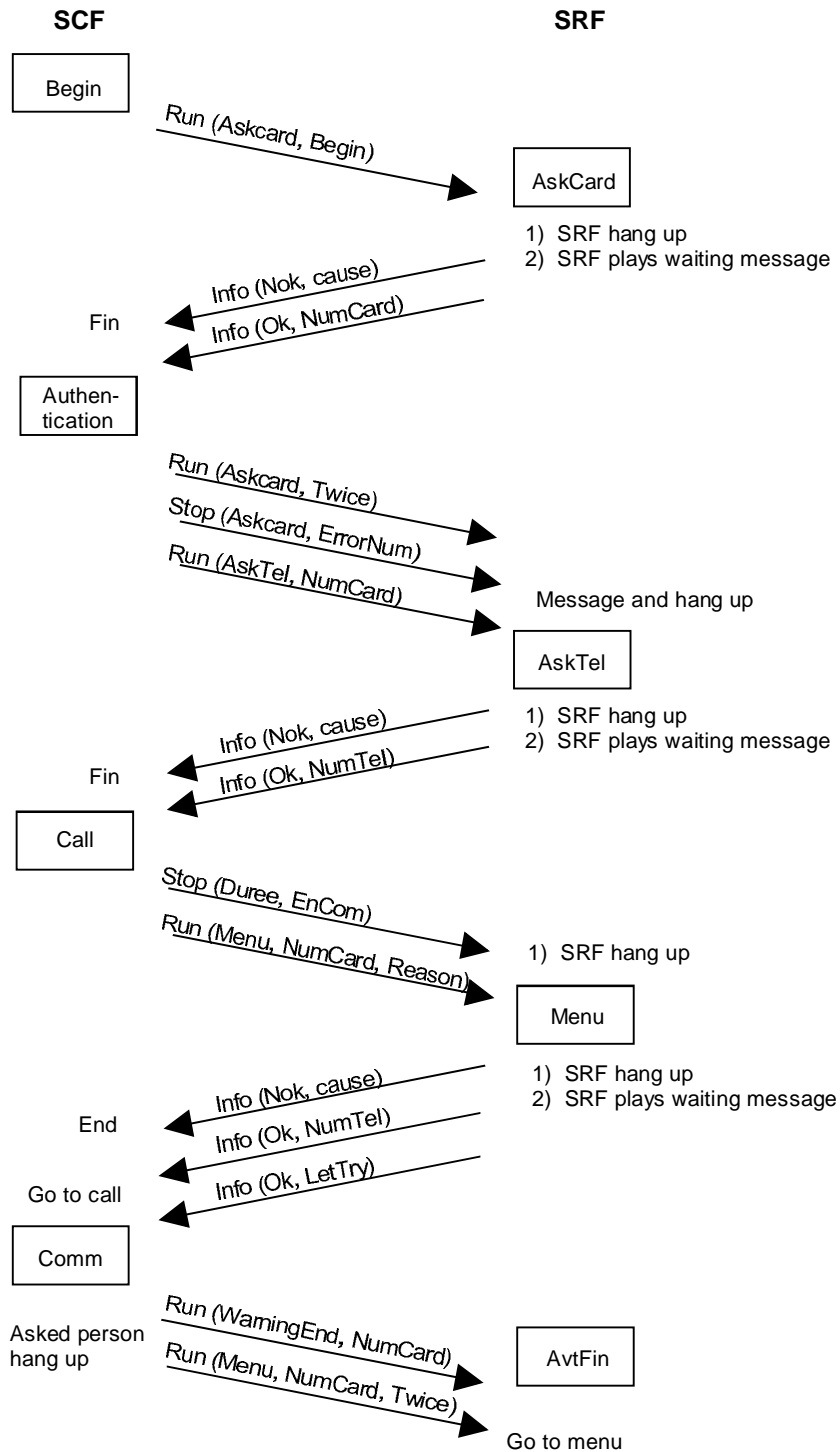 SCF
SRF
Begin
Run (Askcard, Begin)
AskCard
1) SRF hang up
2) SRF plays waiting message
Info (Nok, cause)
Fin
Info (Ok, NumCard)
Authen-
tication
Run (Askcard, Twice)
Stop (Askcard, ErrorNum)
Run (AskTel, NumCard)
Message and hang up
AskTel
1) SRF hang up
2) SRF plays waiting message
Info (Nok, cause)
Fin
Info (Ok, NumTel)
Call
Stop (Duree, EnCom)
Run (Menu, NumCard, Reason)
1) SRF hang up
Menu
1) SRF hang up
2) SRF plays waiting message
Info (Nok, cause)
End
Info (Ok, NumTel)
Go to call
Info (Ok, LetTry)
Comm
Asked person
hang up
Run (WarningEnd, NumCard)
Run (Menu, NumCard, Twice)
AvtFin
Go to menu